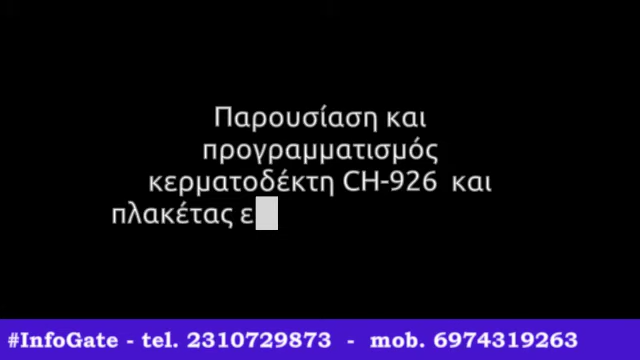 Παρουσίαση και
προγραμματισμός
κερματοδέκτη CH-926 και
πλακέτας ε
#InfoGate - tel. 2310729873 - mob. 6974319263